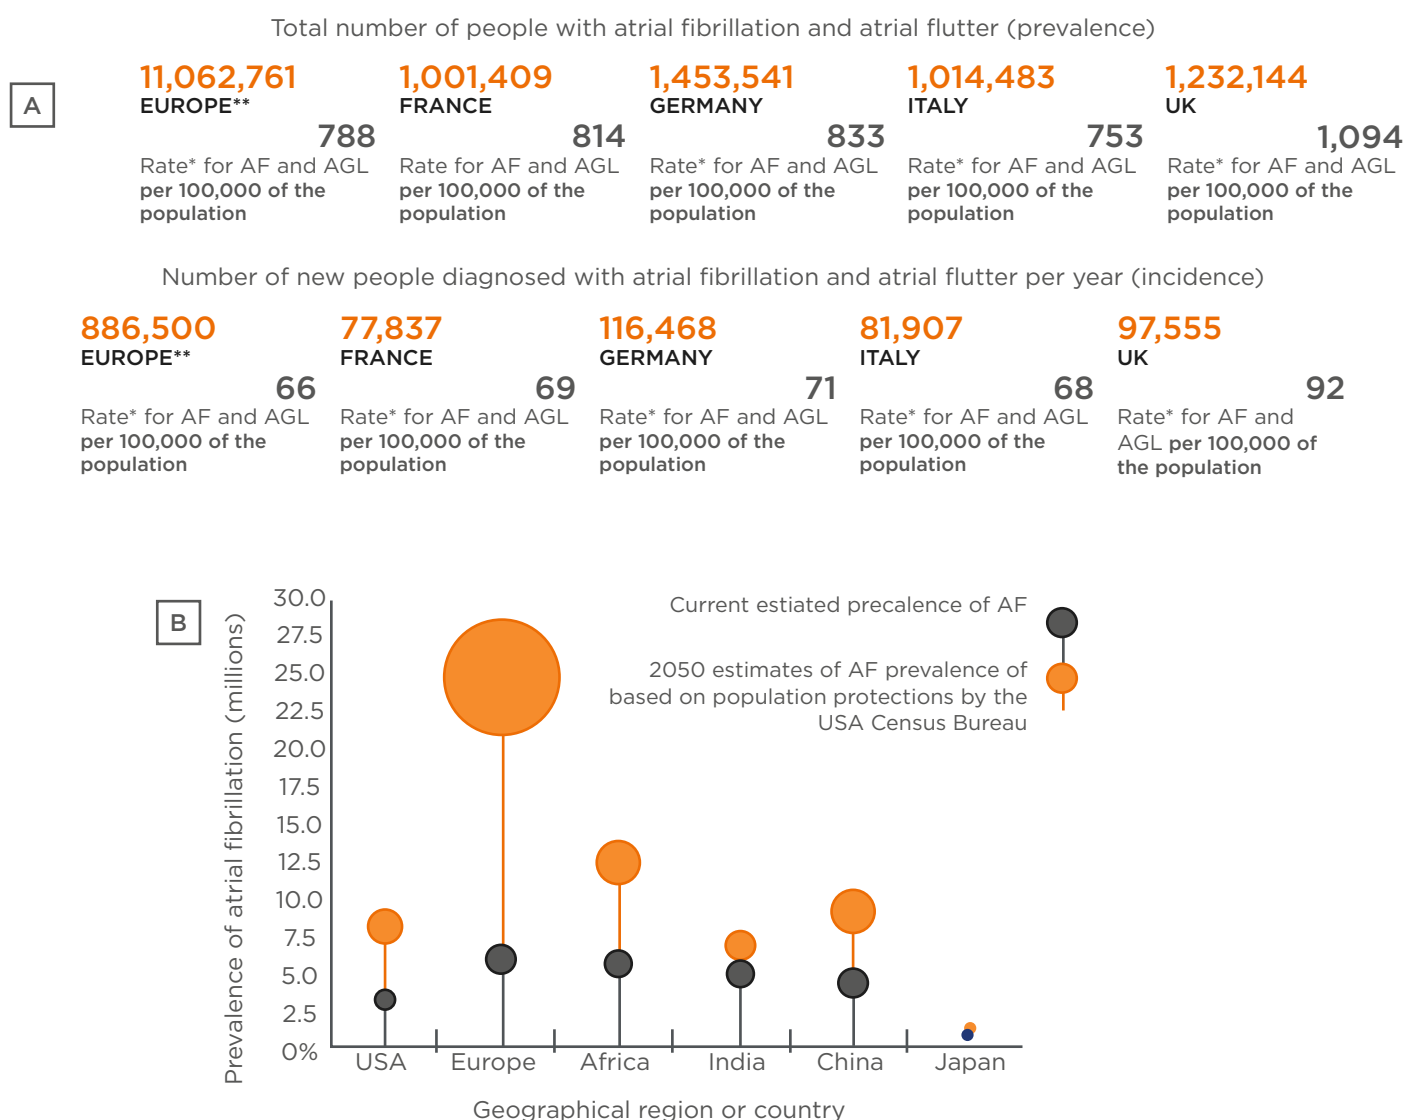 Total number of people with atrial fibrillation and atrial flutter (prevalence)
A
11,062,761
EUROPE**
788
Rate* for AF and AGL
per 100,000 of the
population
1,001,409
FRANCE
814
Rate for AF and AGL
per 100,000 of the
population
1,453,541
GERMANY
833
Rate* for AF and AGL
per 100,000 of the
population
1,014,483
ITALY
753
Rate* for AF and AGL
per 100,000 of the
population
1,232,144
UK
1,094
Rate* for AF and AGL
per 100,000 of the
population
Number of new people diagnosed with atrial fibrillation and atrial flutter per year (incidence)
886,500
EUROPE**
66
Rate* for AF and AGL
per 100,000 of the
population
77,837
FRANCE
69
Rate* for AF and AGL
per 100,000 of the
population
116,468
GERMANY
71
Rate* for AF and AGL
per 100,000 of the
population
81,907
ITALY
68
Rate* for AF and AGL
per 100,000 of the
population
97,555
UK
92
Rate* for AF and
AGL per 100,000 of
the population
B
Prevalence of atrial fibrillation (millions)
30.0
27.5
25.0
22.5
20.0
17.5
15.0
12.5
10.0
7.5
5.0
2.5
0%
Current estiated precalence of AF
2050 estimates of AF prevalence of
based on population protections by the
USA Census Bureau
USA
Europe
Africa
India
China
Japan
Geographical region or country